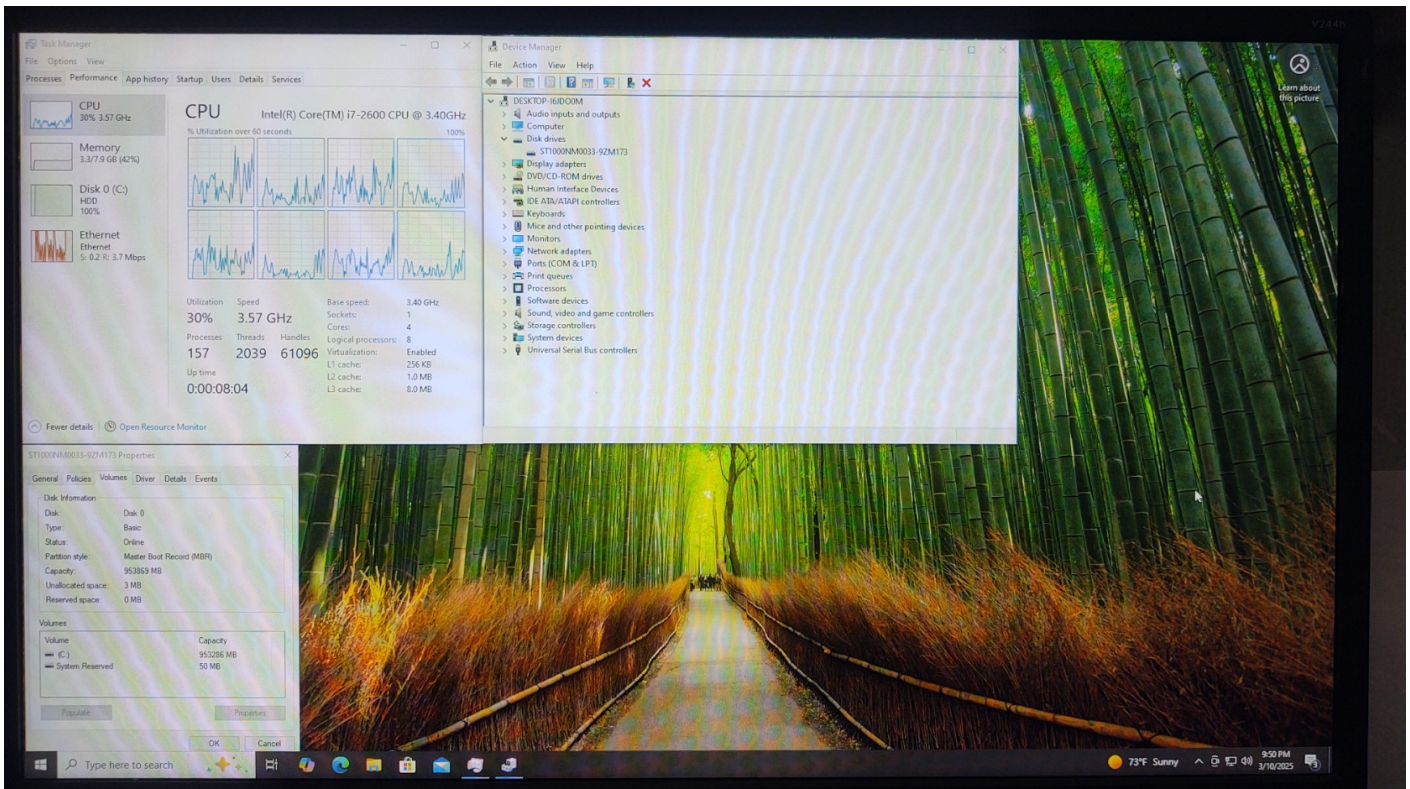 V244h
Task Manager
File Options View
Processes Performance App history Startup Users Details Services
CPU
30% 3.57 GHz
Memory
3.3/7.9 GB (42%)
Disk 0 (C:)
HDD
100%
Ethernet
Ethernet
S: 0.2 R: 3.7 Mbps
CPU Intel(R) Core(TM) i7-2600 CPU @ 3.40GHz
% Utilization over 60 seconds 100%
Utilization Speed
30% 3.57 GHz
Processes Threads Handles
157 2039 61096
Up time
0:00:08:04
Base speed: 3.40 GHz
Sockets: 1
Cores: 4
Logical processors: 8
Virtualization: Enabled
L1 cache: 256 KB
L2 cache: 1.0 MB
L3 cache: 8.0 MB
Fewer details Open Resource Monitor
Device Manager
File Action View Help
DESKTOP-I6JDO0M
Audio inputs and outputs
Computer
Disk drives
ST1000NM0033-9ZM173
Display adapters
DVD/CD-ROM drives
Human Interface Devices
IDE ATA/ATAPI controllers
Keyboards
Mice and other pointing devices
Monitors
Network adapters
Ports (COM & LPT)
Print queues
Processors
Software devices
Sound, video and game controllers
Storage controllers
System devices
Universal Serial Bus controllers
Learn about
this picture
ST1000NM0033-9ZM173 Properties
General Policies Volumes Driver Details Events
Disk Information
Disk: Disk 0
Type: Basic
Status: Online
Partition style: Master Boot Record (MBR)
Capacity: 953869 MB
Unallocated space: 3 MB
Reserved space: 0 MB
Volumes
Volume Capacity
(C:) 953286 MB
System Reserved 50 MB
Populate Properties
OK Cancel
Type here to search
73°F Sunny
9:50 PM
3/10/2025
3